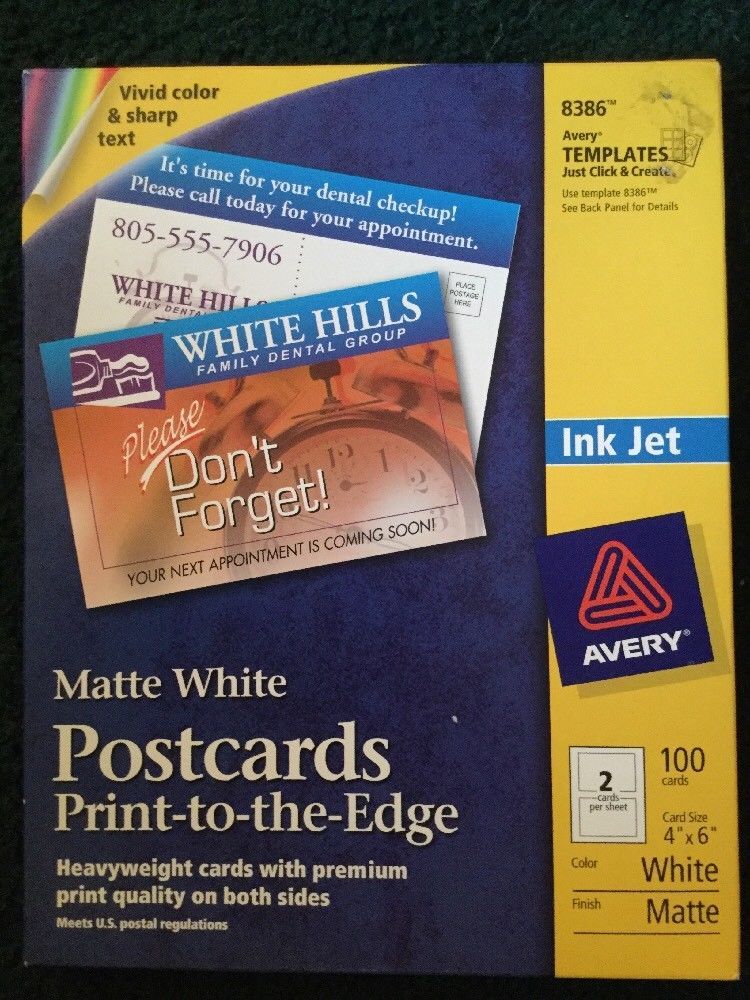 Vivid color
& sharp
text
It's time for your dental checkup!
Please call today for your appointment.
805-555-7906
WHITE HILLS
FAMILY DENTA
PLACE
POSTAGE
HERE
WHITE HILLS
FAMILY DENTAL GROUP
Please
Don't
Forget!
YOUR NEXT APPOINTMENT IS COMING SOON!
Matte White
Postcards
Print-to-the-Edge
Heavyweight cards with premium
print quality on both sides
Meets U.S. postal regulations
8386™
Avery®
TEMPLATES
Just Click & Create
Use template 8386™
See Back Panel for Details
Ink Jet
AVERY®
2
cards
per sheet
100
cards
Card Size
4" x 6"
Color
White
Finish
Matte